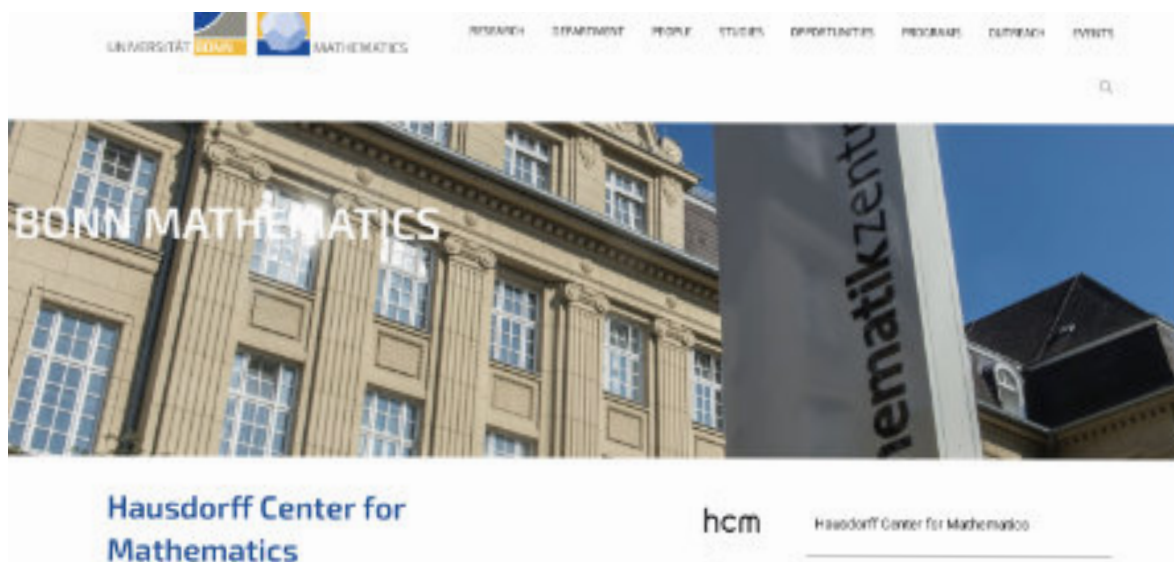 UNIVERSITÄT BONN MATHEMATICS
RESEARCH DEPARTMENT PEOPLE STUDIES OPPORTUNITIES PROGRAMS OUTREACH EVENTS
BONN MATHEMATICS
hematikzentr
Hausdorff Center for
Mathematics
hcm
Hausdorff Center for Mathematics